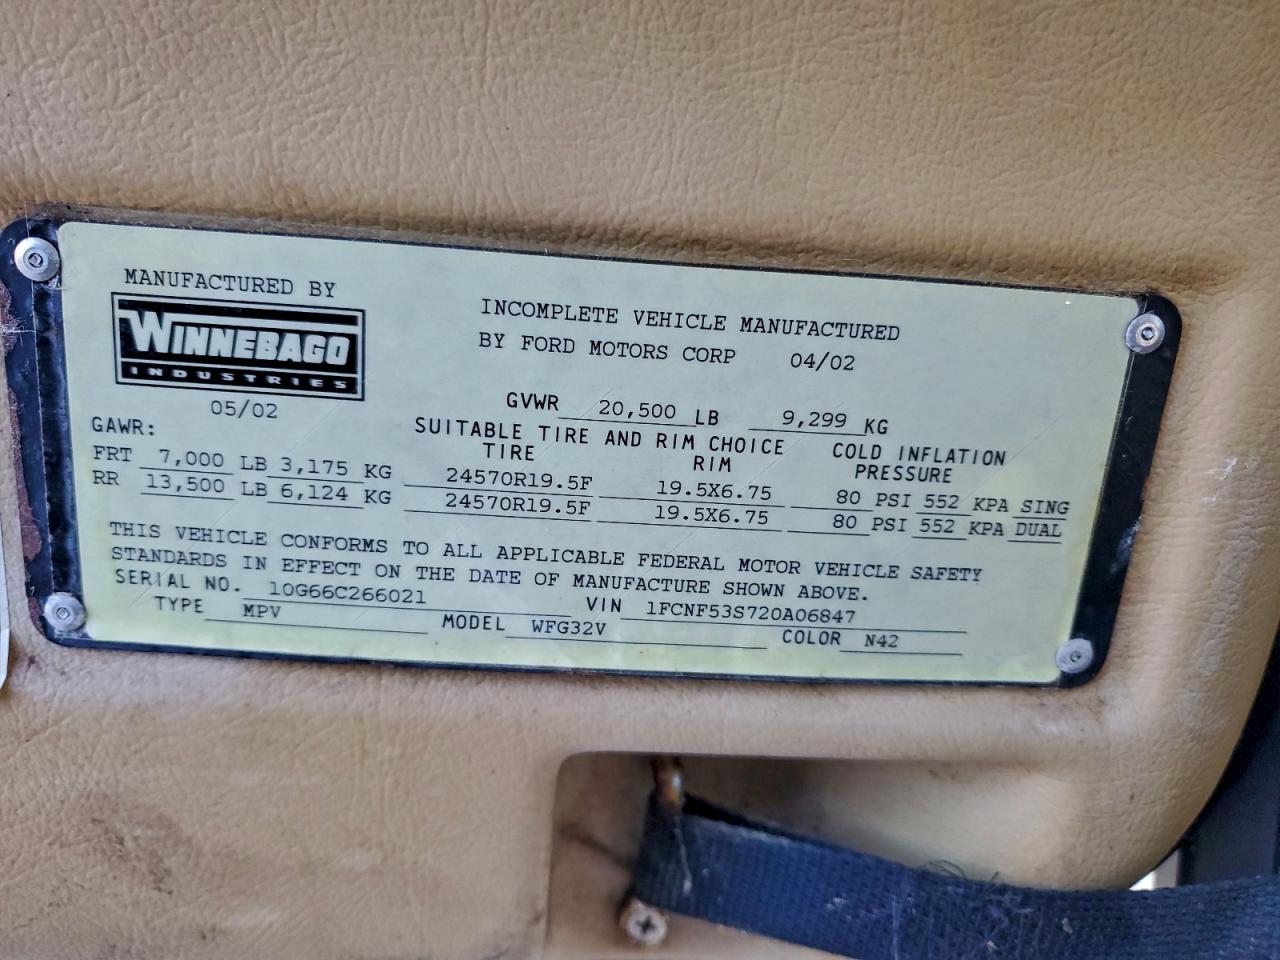 MANUFACTURED BY
WINNEBAGO
INDUSTRIES
05/02
INCOMPLETE VEHICLE MANUFACTURED
BY FORD MOTORS CORP 04/02
GVWR 20,500 LB 9,299 KG
GAWR:
SUITABLE TIRE AND RIM CHOICE
TIRE RIM
COLD INFLATION
PRESSURE
FRT 7,000 LB 3,175 KG 24570R19.5F 19.5X6.75 80 PSI 552 KPA SING
RR 13,500 LB 6,124 KG 24570R19.5F 19.5X6.75 80 PSI 552 KPA DUAL
THIS VEHICLE CONFORMS TO ALL APPLICABLE FEDERAL MOTOR VEHICLE SAFETY
STANDARDS IN EFFECT ON THE DATE OF MANUFACTURE SHOWN ABOVE.
SERIAL NO. 10G66C266021 VIN 1FCNF53S720A06847
TYPE MPV MODEL WFG32V COLOR N42